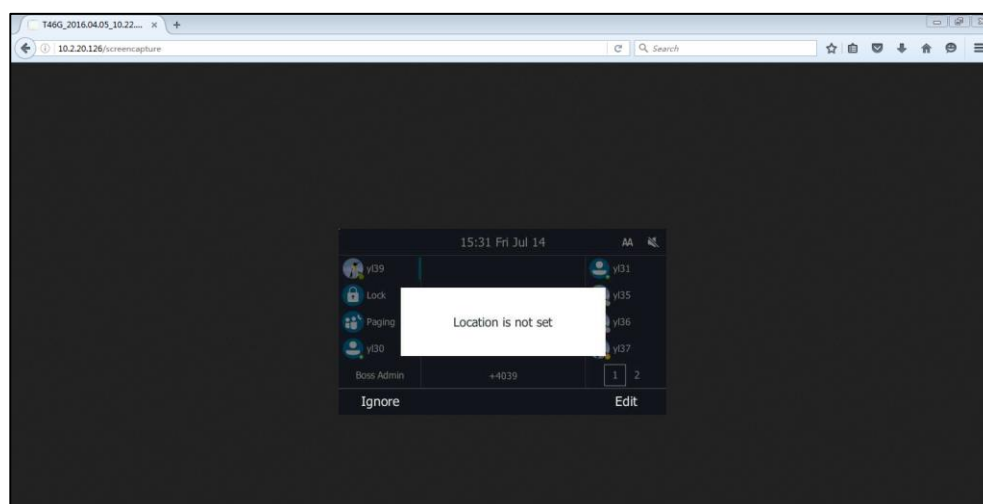 T46G_2016.04.05_10.22....
10.2.20.126/screencapture
Search
15:31 Fri Jul 14
AA
yl39
yl31
Lock
yl35
Location is not set
Paging
yl36
yl30
yl37
Boss Admin
+4039
1 2
Ignore
Edit